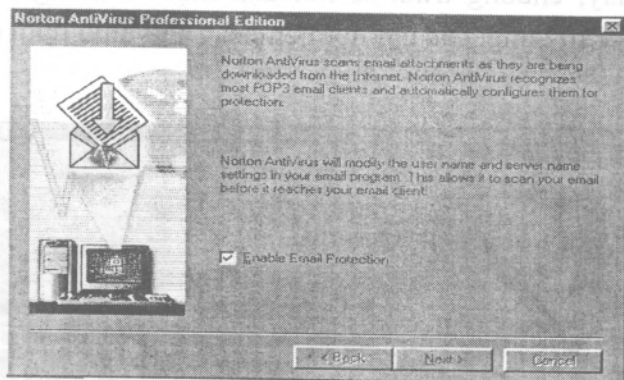 Norton AntiVirus Professional Edition
Norton AntiVirus scans email attachments as they are being
downloaded from the Internet. Norton AntiVirus recognizes
most POP3 email clients and automatically configures them for
protection.
Norton AntiVirus will modify the user name and server name
settings in your email program. This allows it to scan your email
before it reaches your email client.
Enable Email Protection
< Back
Next >
Cancel